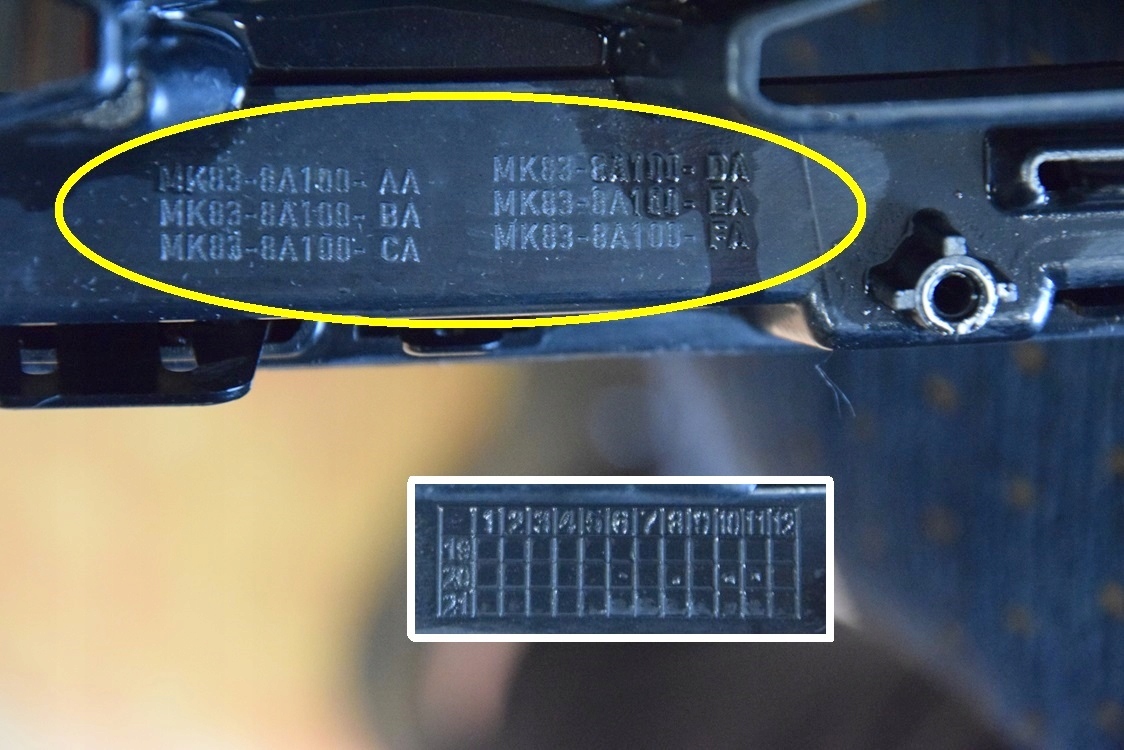 MK83-8A100- AA
MK83-8A100- BA
MK83-8A100- CA
MK83-8A100- DA
MK83-8A100- EA
MK83-8A100- FA
1 2 3 4 5 6 7 8 9 10 11 12
19
20
21